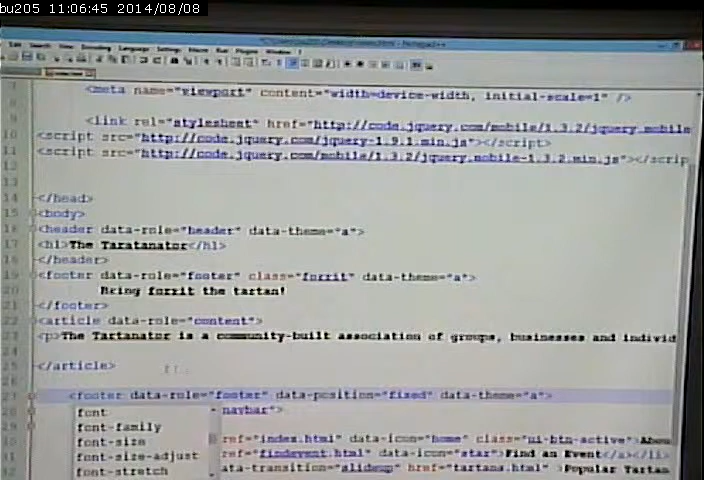 bu205 11:06:45 2014/08/08
<meta name="viewport" content="width=device-width, initial-scale=1" />
9 <link rel="stylesheet" href="http://code.jquery.com/mobile/1.3.2/jquery.mobile
10 <script src="http://code.jquery.com/jquery-1.9.1.min.js"></script>
11 <script src="http://code.jquery.com/mobile/1.3.2/jquery.mobile-1.3.2.min.js"></scrip
12
13
14 </head>
15 <body>
16 <header data-role="header" data-theme="a">
17 <h1>The Taratanator</h1>
18 </header>
19 <footer data-role="footer" class="forrit" data-theme="a">
20 Bring forrit the tartan!
21 </footer>
22 <article data-role="content">
23 <p>The Tartanator is a community-built association of groups, businesses and individ
24
25 </article>
26
27 <footer data-role="footer" data-position="fixed" data-theme="a">
28 font navbar">
29 font-family
30 font-size ref="index.html" data-icon="home" class="ui-btn-active">Abou
31 font-size-adjust ref="findevent.html" data-icon="star">Find an Event</a></li>
32 font-stretch ata-transition="slideup" href="tartans.html" >Popular Tartan